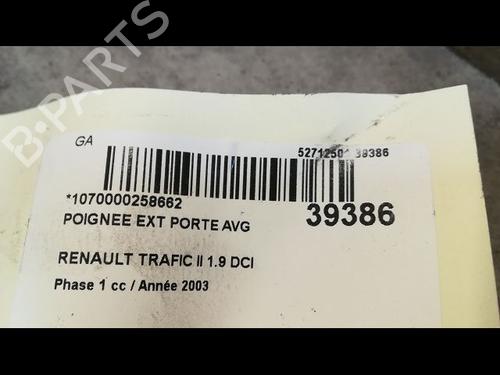 B-PARTS
GA
39386
*1070000258662
39386
POIGNEE EXT PORTE AVG
RENAULT TRAFIC II 1.9 DCI
Phase 1 cc / Année 2003